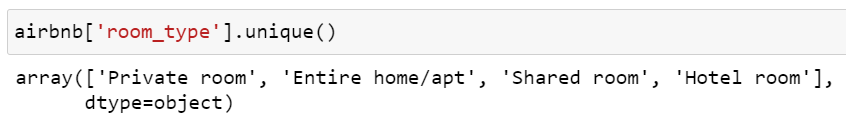 airbnb['room_type'].unique()
array(['Private room', 'Entire home/apt', 'Shared room', 'Hotel room'],
dtype=object)